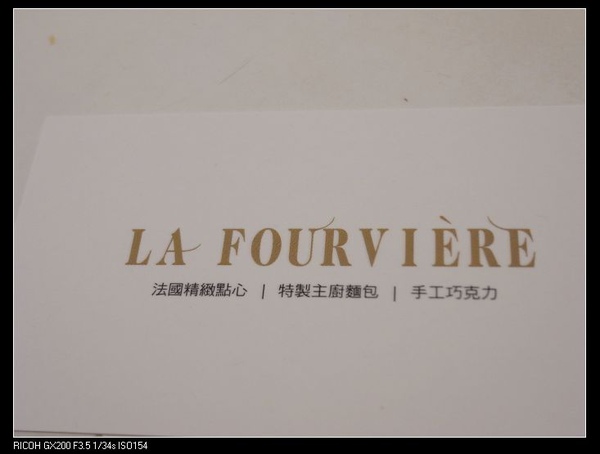 LA FOURVIÈRE
法國精緻點心 | 特製主廚麵包 | 手工巧克力
RICOH GX200 F3.5 1/34s ISO154